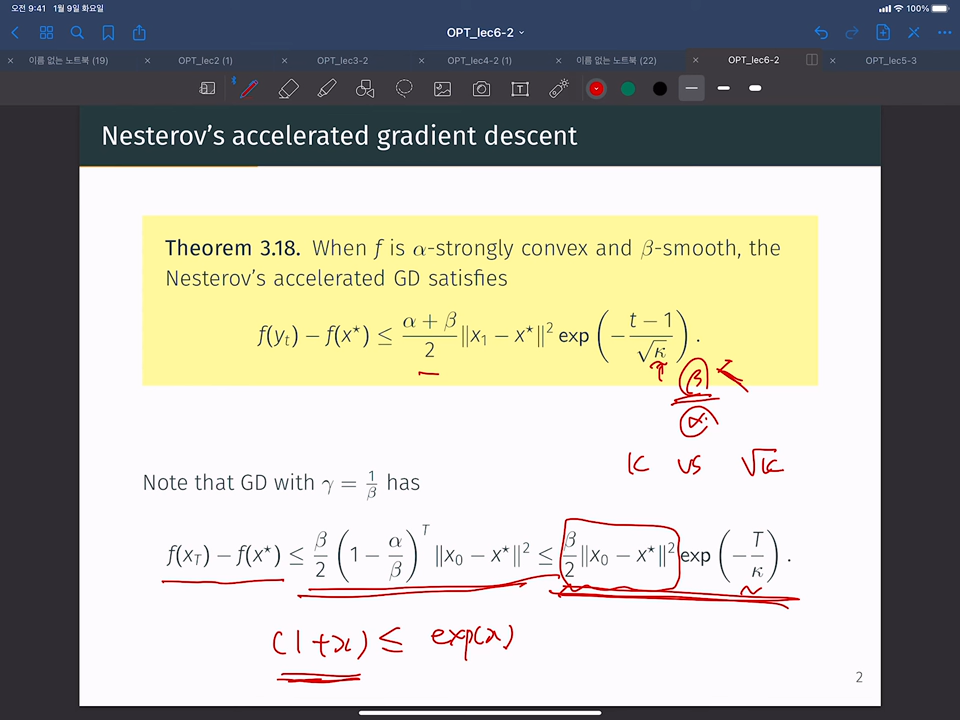 오전 9:41 1월 9일 화요일 100%
OPT_lec6-2
이름 없는 노트북 (19) OPT_lec2 (1) OPT_lec3-2 OPT_lec4-2 (1) 이름 없는 노트북 (22) OPT_lec6-2 OPT_lec5-3
Nesterov's accelerated gradient descent
Theorem 3.18. When f is α-strongly convex and β-smooth, the
Nesterov's accelerated GD satisfies
f(y_t) − f(x⋆) ≤ (α + β)/2 ‖x_1 − x⋆‖² exp(−(t − 1)/√κ).
β/α
κ vs √κ
Note that GD with γ = 1/β has
f(x_T) − f(x⋆) ≤ β/2 (1 − α/β)^T ‖x_0 − x⋆‖² ≤ β/2 ‖x_0 − x⋆‖² exp(−T/κ).
(1+x) ≤ exp(x)
2